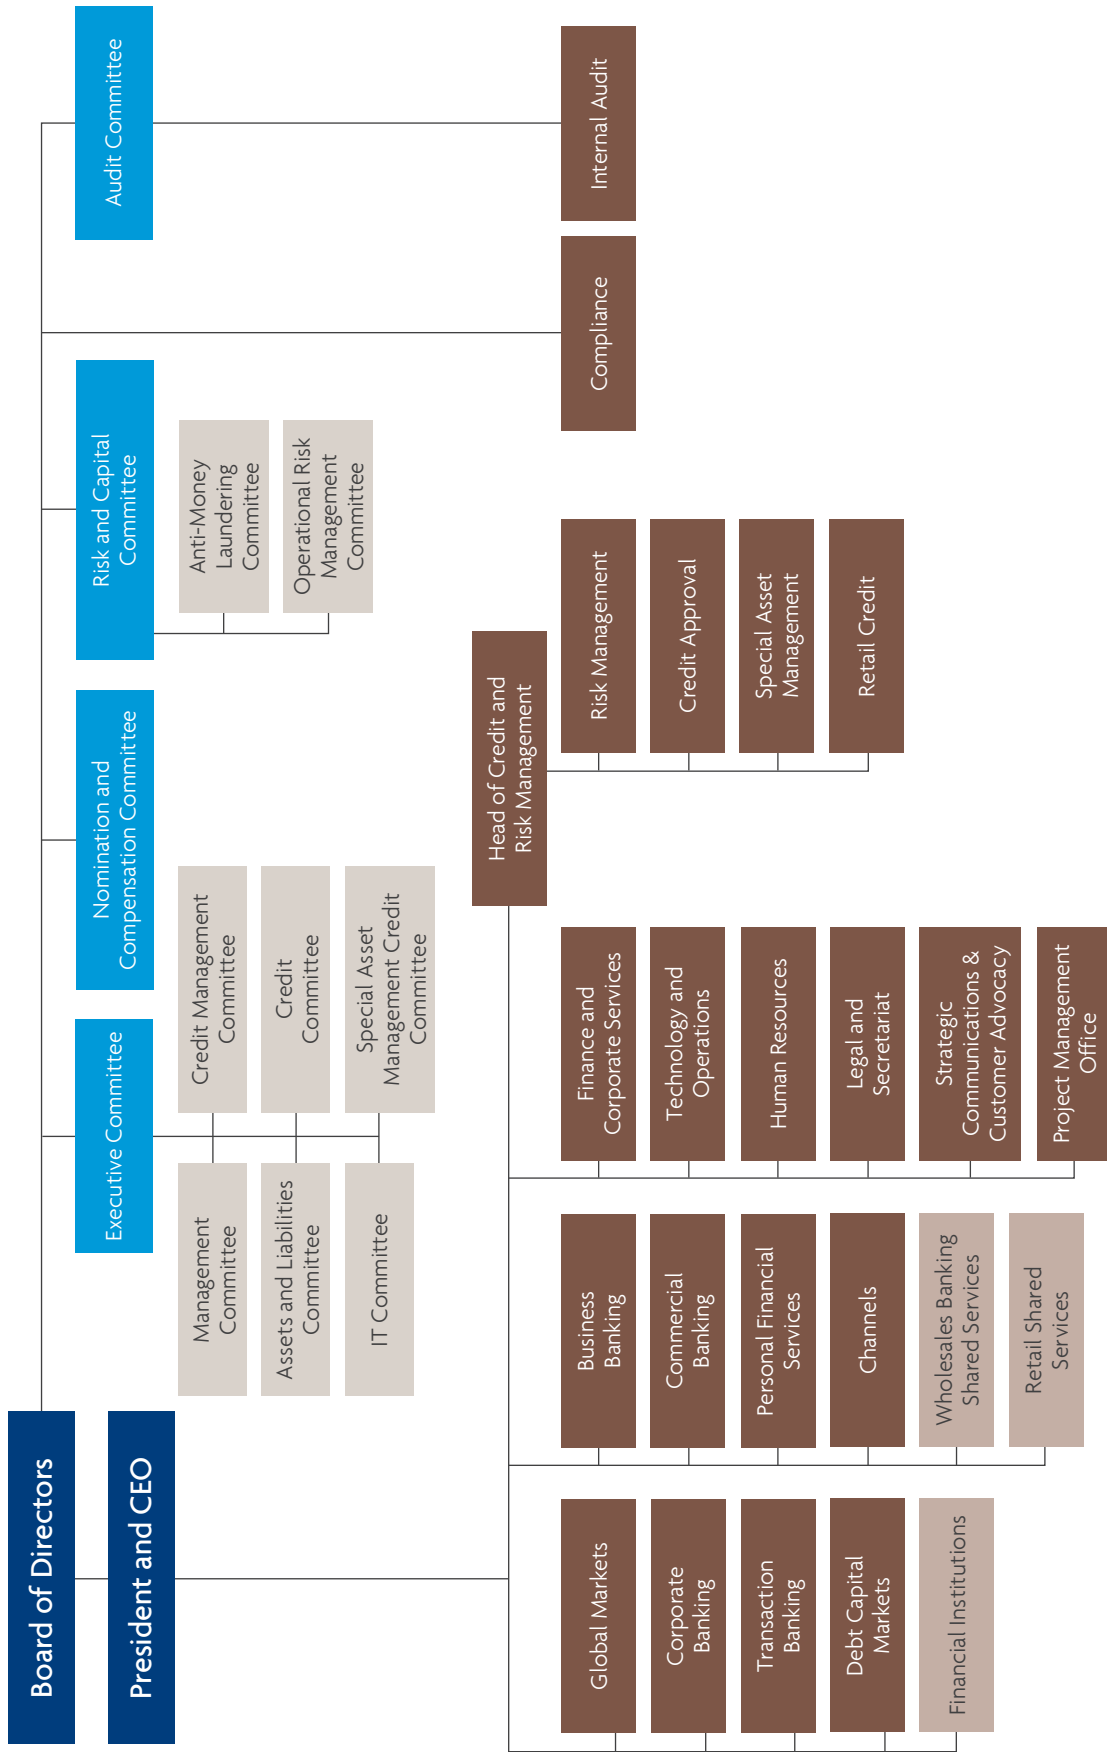 Board of Directors
President and CEO
Executive Committee
Nomination and
Compensation Committee
Risk and Capital
Committee
Audit Committee
Management
Committee
Credit Management
Committee
Assets and Liabilities
Committee
Credit
Committee
IT Committee
Special Asset
Management Credit
Committee
Anti-Money
Laundering
Committee
Operational Risk
Management
Committee
Head of Credit and
Risk Management
Global Markets
Corporate
Banking
Transaction
Banking
Debt Capital
Markets
Financial Institutions
Business
Banking
Commercial
Banking
Personal Financial
Services
Channels
Wholesales Banking
Shared Services
Retail Shared
Services
Finance and
Corporate Services
Technology and
Operations
Human Resources
Legal and
Secretariat
Strategic
Communications &
Customer Advocacy
Project Management
Office
Risk Management
Credit Approval
Special Asset
Management
Retail Credit
Compliance
Internal Audit